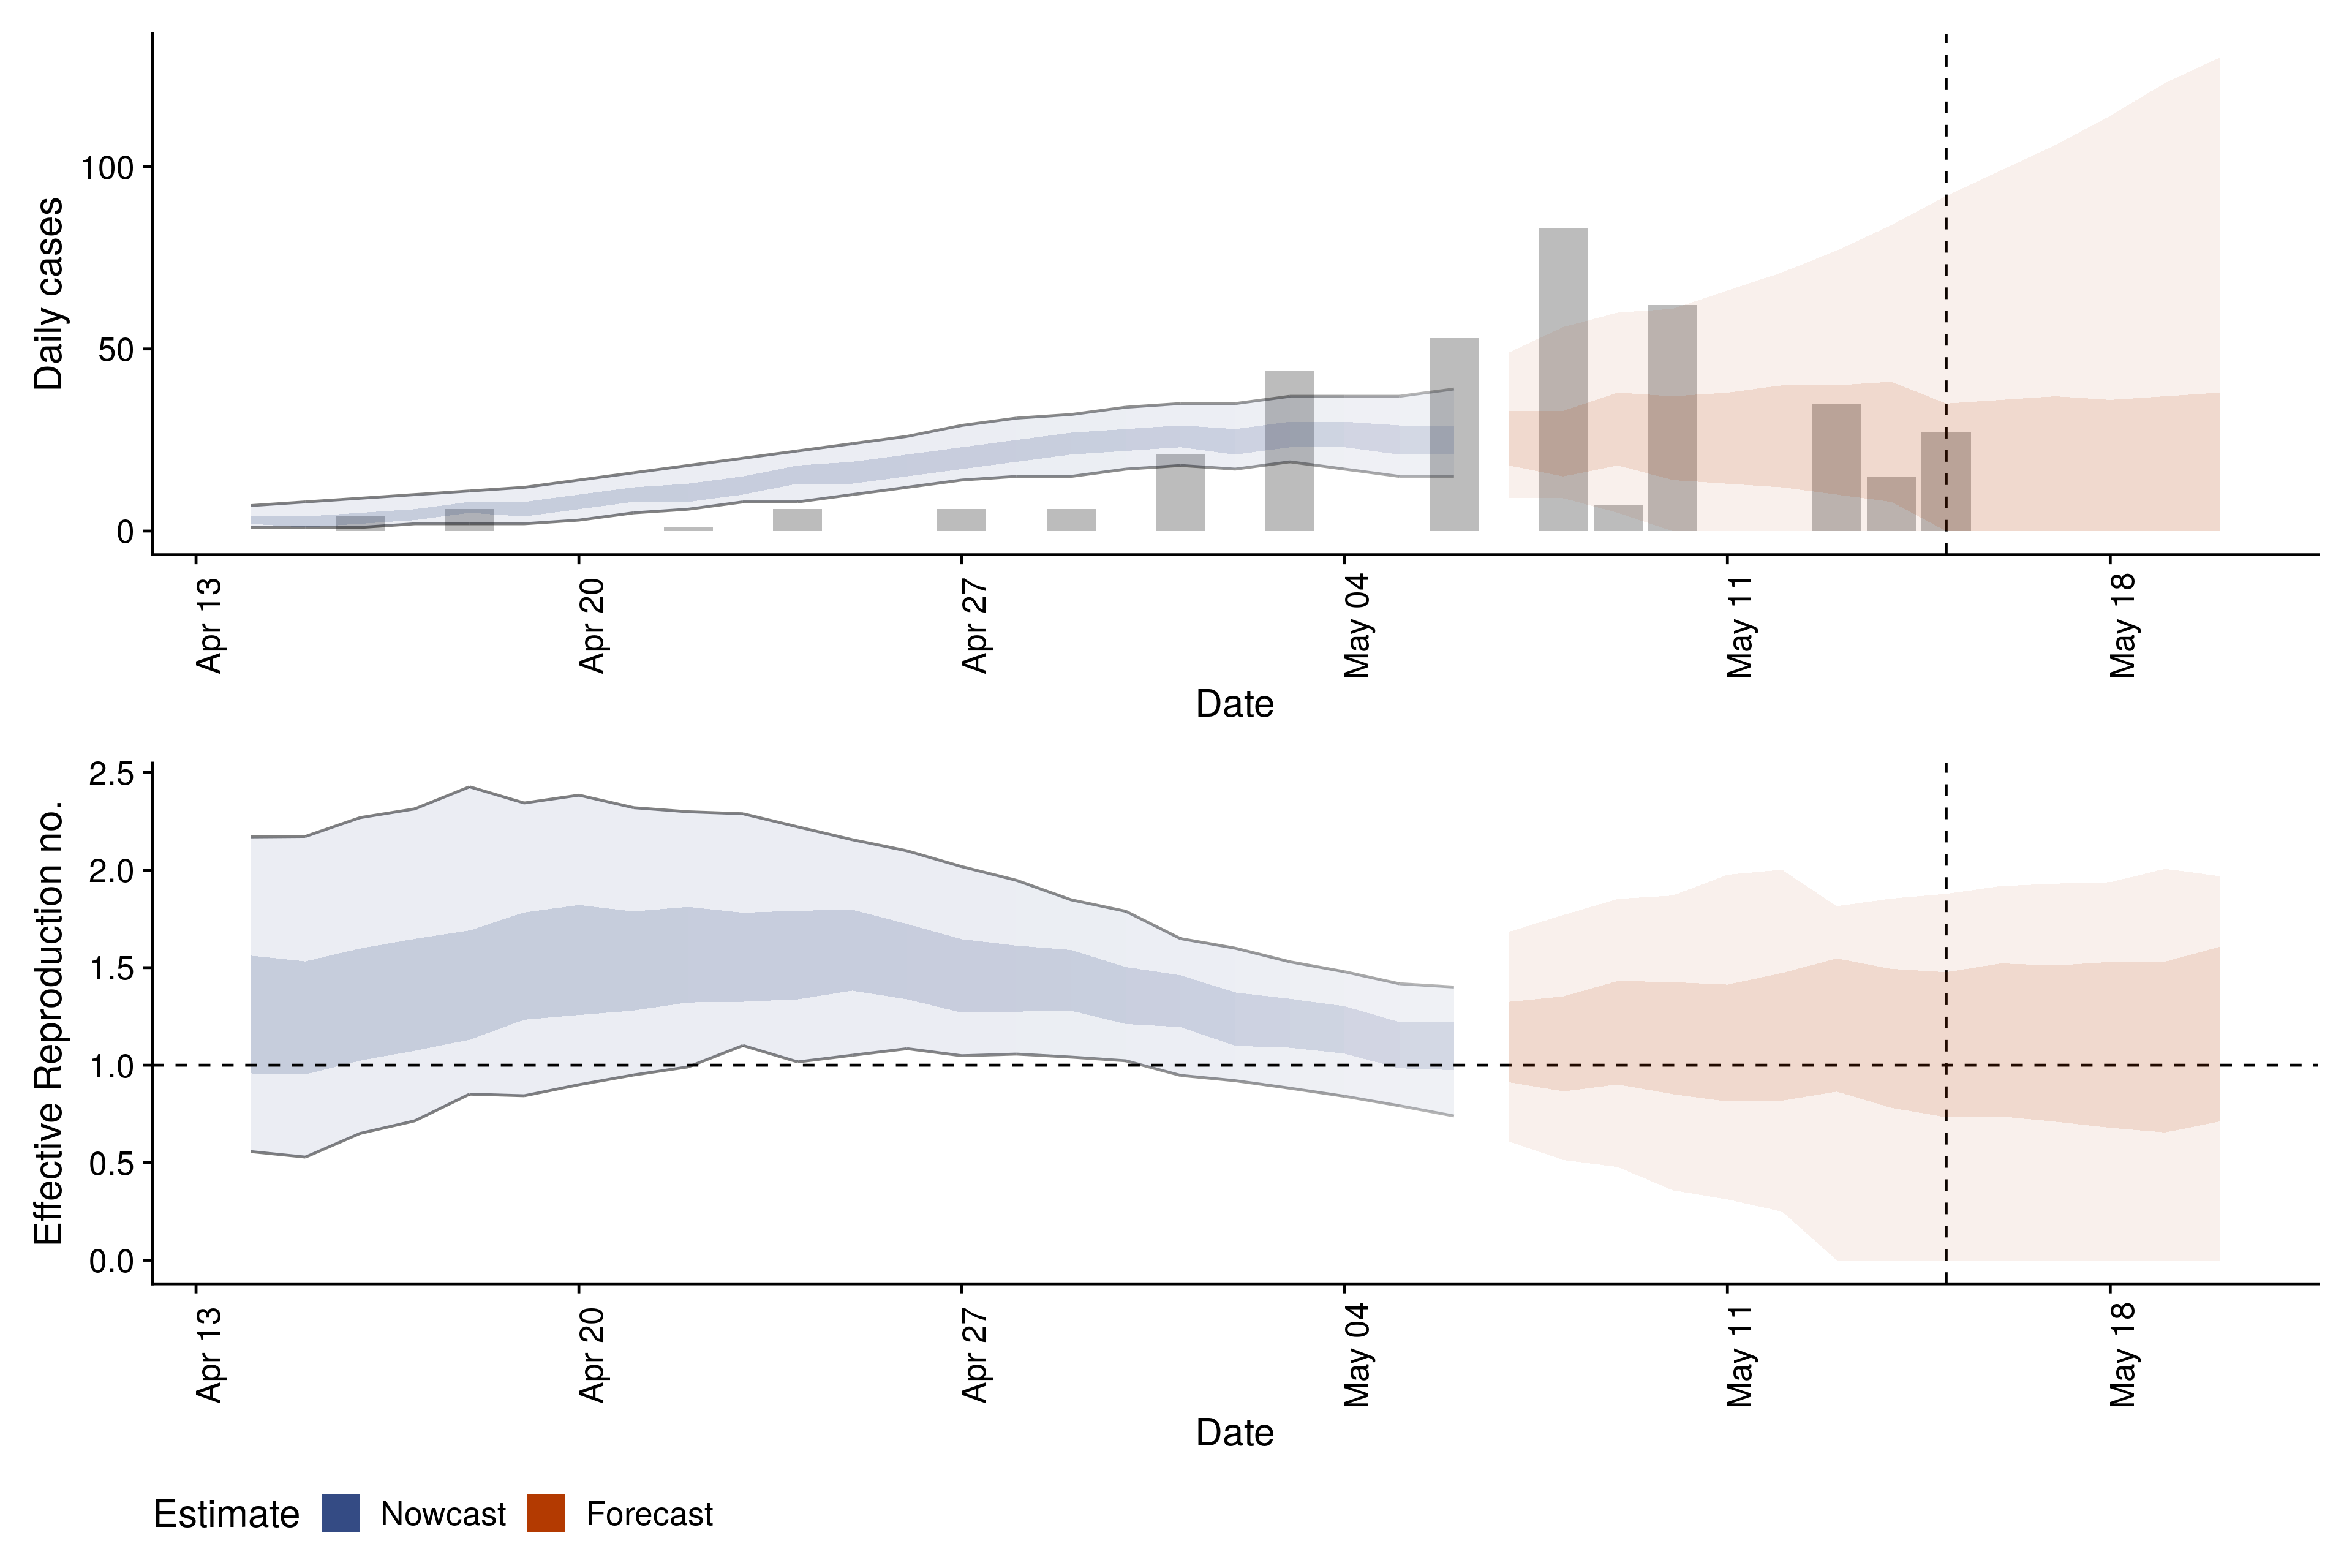 Daily cases
100
50
0
Apr 13
Apr 20
Apr 27
May 04
May 11
May 18
Date
Effective Reproduction no.
2.5
2.0
1.5
1.0
0.5
0.0
Apr 13
Apr 20
Apr 27
May 04
May 11
May 18
Date
Estimate Nowcast Forecast